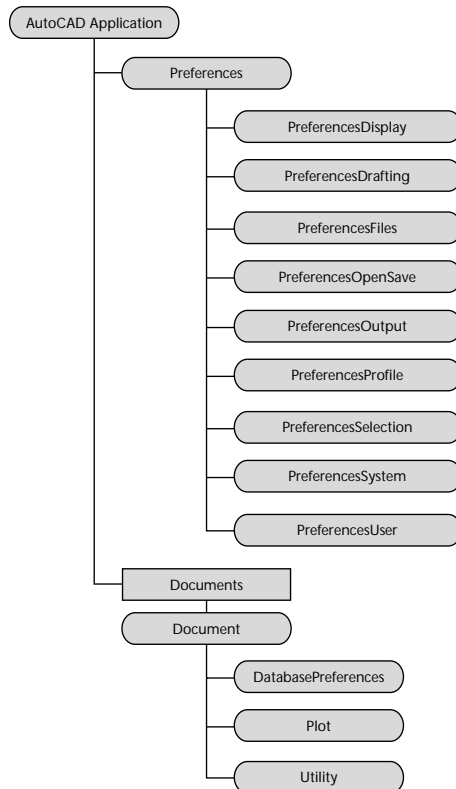 AutoCAD Application
Preferences
PreferencesDisplay
PreferencesDrafting
PreferencesFiles
PreferencesOpenSave
PreferencesOutput
PreferencesProfile
PreferencesSelection
PreferencesSystem
PreferencesUser
Documents
Document
DatabasePreferences
Plot
Utility